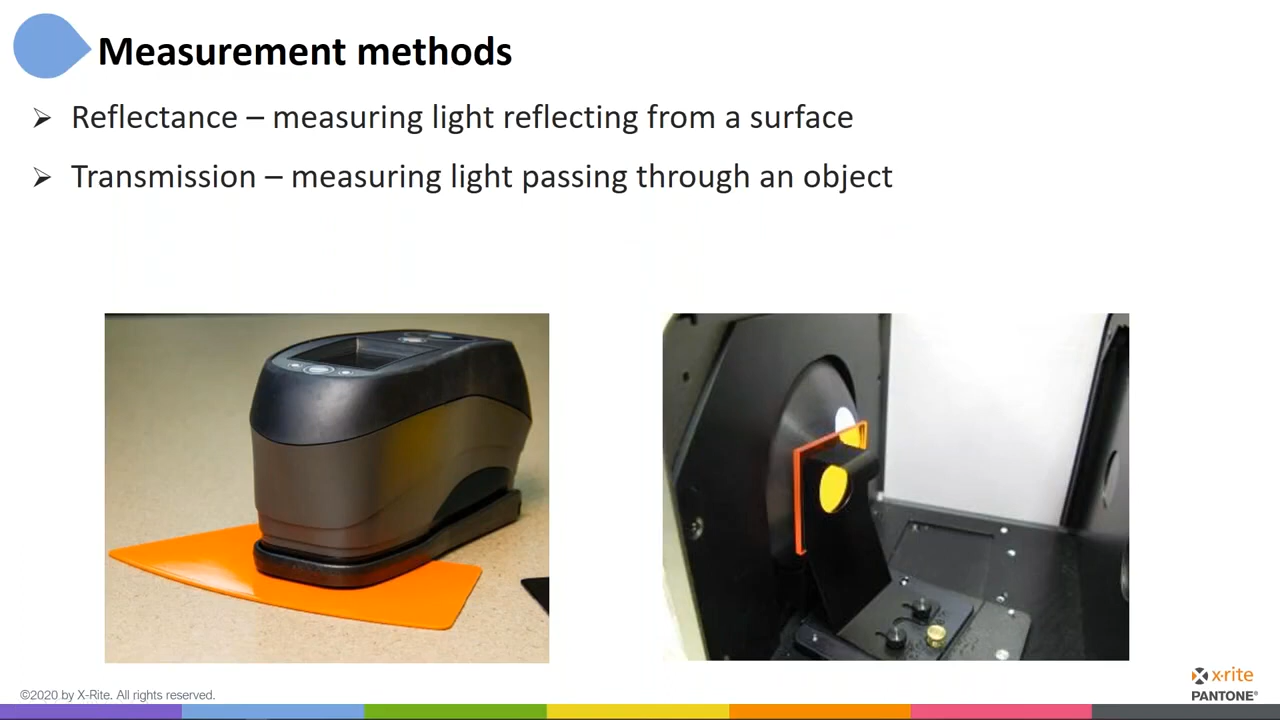 Measurement methods
➢ Reflectance – measuring light reflecting from a surface
➢ Transmission – measuring light passing through an object
©2020 by X-Rite. All rights reserved.
x·rite
PANTONE®